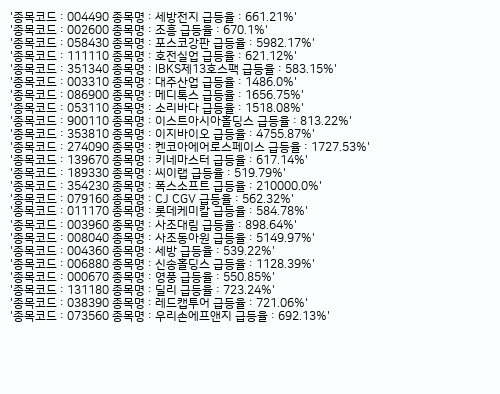 '종목코드 : 004490 종목명 : 세방전지 급등율 : 661.21%'
'종목코드 : 002600 종목명 : 조흥 급등율 : 670.1%'
'종목코드 : 058430 종목명 : 포스코강판 급등율 : 5982.17%'
'종목코드 : 111110 종목명 : 호전실업 급등율 : 621.12%'
'종목코드 : 351340 종목명 : IBKS제13호스팩 급등율 : 583.15%'
'종목코드 : 003310 종목명 : 대주산업 급등율 : 1486.0%'
'종목코드 : 086900 종목명 : 메디톡스 급등율 : 1656.75%'
'종목코드 : 053110 종목명 : 소리바다 급등율 : 1518.08%'
'종목코드 : 900110 종목명 : 이스트아시아홀딩스 급등율 : 813.22%'
'종목코드 : 353810 종목명 : 이지바이오 급등율 : 4755.87%'
'종목코드 : 274090 종목명 : 켄코아에어로스페이스 급등율 : 1727.53%'
'종목코드 : 139670 종목명 : 키네마스터 급등율 : 617.14%'
'종목코드 : 189330 종목명 : 씨이랩 급등율 : 519.79%'
'종목코드 : 354230 종목명 : 폭스소프트 급등율 : 210000.0%'
'종목코드 : 079160 종목명 : CJ CGV 급등율 : 562.32%'
'종목코드 : 011170 종목명 : 롯데케미칼 급등율 : 584.78%'
'종목코드 : 003960 종목명 : 사조대림 급등율 : 898.64%'
'종목코드 : 008040 종목명 : 사조동아원 급등율 : 5149.97%'
'종목코드 : 004360 종목명 : 세방 급등율 : 539.22%'
'종목코드 : 006880 종목명 : 신송홀딩스 급등율 : 1128.39%'
'종목코드 : 000670 종목명 : 영풍 급등율 : 550.85%'
'종목코드 : 131180 종목명 : 딜리 급등율 : 723.24%'
'종목코드 : 038390 종목명 : 레드캡투어 급등율 : 721.06%'
'종목코드 : 073560 종목명 : 우리손에프앤지 급등율 : 692.13%'